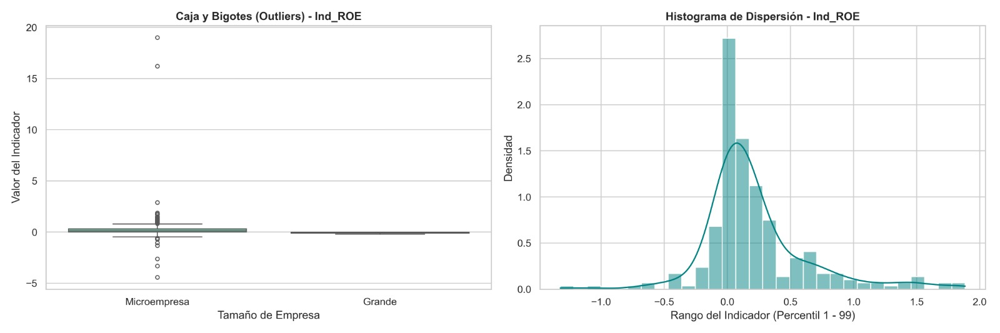 Caja y Bigotes (Outliers) - Ind_ROE
20
15
10
5
0
−5
Valor del Indicador
Microempresa
Grande
Tamaño de Empresa
Histograma de Dispersión - Ind_ROE
2.5
2.0
1.5
1.0
0.5
0.0
Densidad
−1.0
−0.5
0.0
0.5
1.0
1.5
2.0
Rango del Indicador (Percentil 1 - 99)